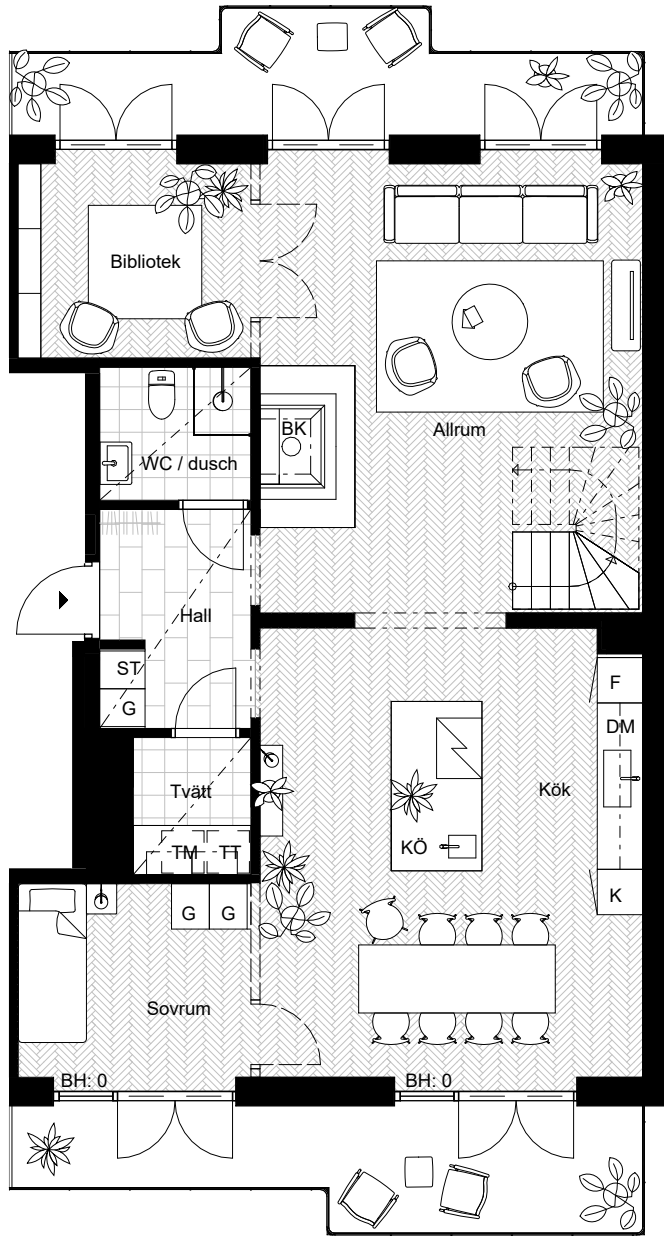 Bibliotek
BK
Allrum
WC / dusch
Hall
ST
G
F
DM
Tvätt
Kök
KÖ
TM TT
K
G G
Sovrum
BH: 0
BH: 0